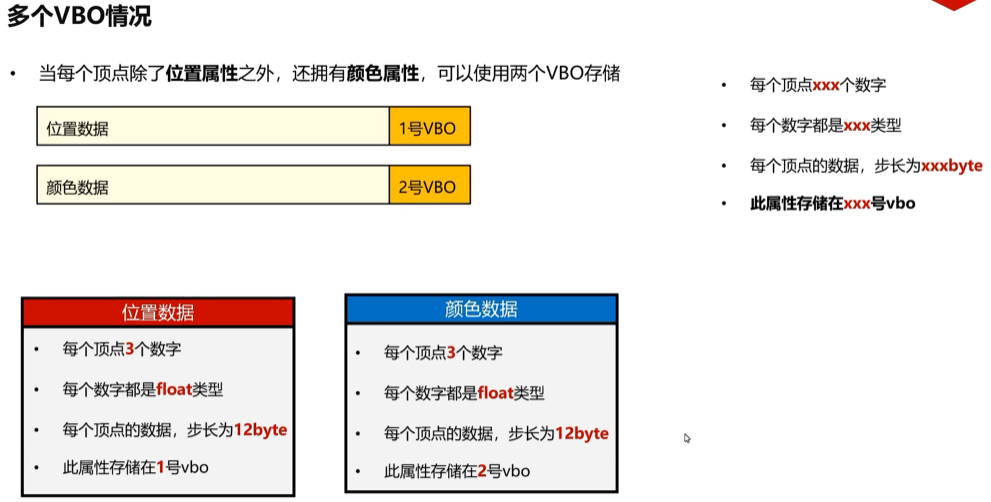 多个VBO情况
• 当每个顶点除了位置属性之外，还拥有颜色属性，可以使用两个VBO存储
位置数据 1号VBO
颜色数据 2号VBO
• 每个顶点xxx个数字
• 每个数字都是xxx类型
• 每个顶点的数据，步长为xxxbyte
• 此属性存储在xxx号vbo
位置数据
• 每个顶点3个数字
• 每个数字都是float类型
• 每个顶点的数据，步长为12byte
• 此属性存储在1号vbo
颜色数据
• 每个顶点3个数字
• 每个数字都是float类型
• 每个顶点的数据，步长为12byte
• 此属性存储在2号vbo